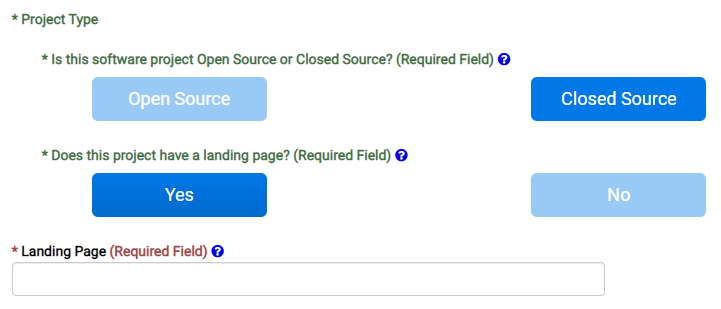 * Project Type
* Is this software project Open Source or Closed Source? (Required Field) ?
Open Source Closed Source
* Does this project have a landing page? (Required Field) ?
Yes No
* Landing Page (Required Field) ?